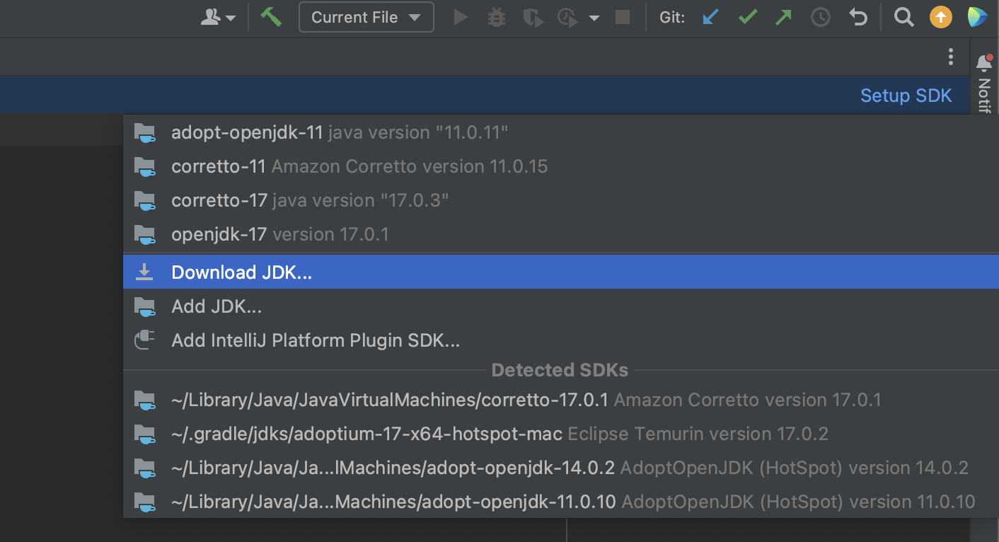 Current File
Git:
Setup SDK
Notif
adopt-openjdk-11 java version "11.0.11"
corretto-11 Amazon Corretto version 11.0.15
corretto-17 java version "17.0.3"
openjdk-17 version 17.0.1
Download JDK...
Add JDK...
Add IntelliJ Platform Plugin SDK...
Detected SDKs
~/Library/Java/JavaVirtualMachines/corretto-17.0.1 Amazon Corretto version 17.0.1
~/.gradle/jdks/adoptium-17-x64-hotspot-mac Eclipse Temurin version 17.0.2
~/Library/Java/Ja...lMachines/adopt-openjdk-14.0.2 AdoptOpenJDK (HotSpot) version 14.0.2
~/Library/Java/Ja...Machines/adopt-openjdk-11.0.10 AdoptOpenJDK (HotSpot) version 11.0.10